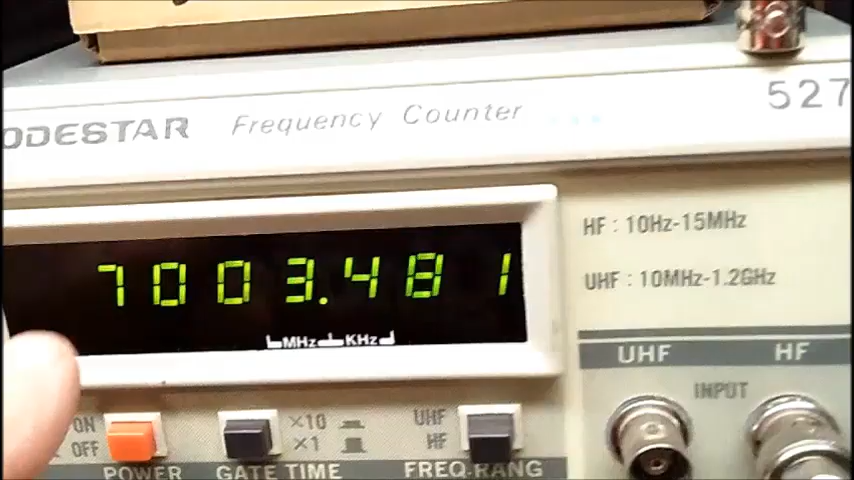 ODESTAR Frequency Counter 527
7003.481
MHz KHz
HF : 10Hz-15MHz
UHF : 10MHz-1.2GHz
UHF HF
INPUT
ON
OFF
POWER
×10
×1
GATE TIME
UHF
HF
FREQ.RANG